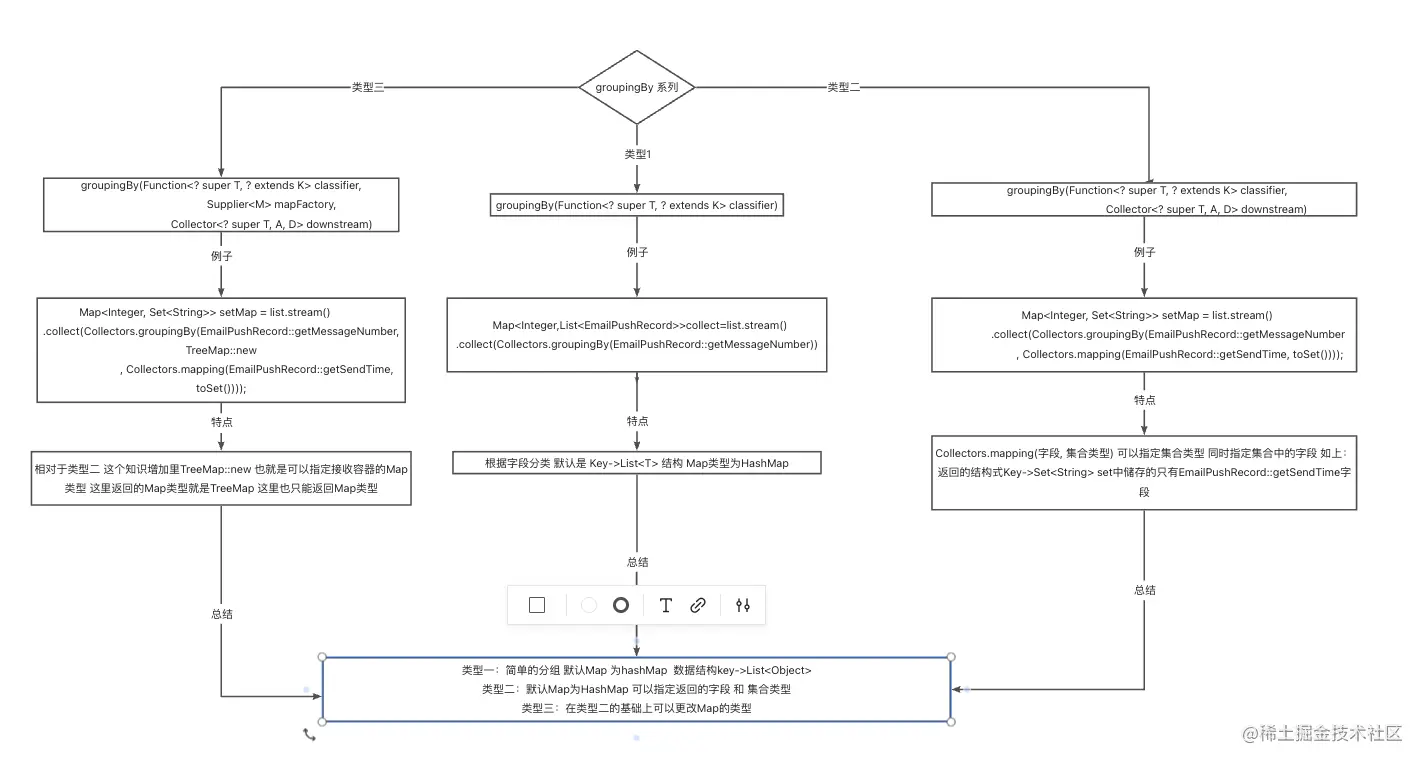 groupingBy 系列
类型三
类型1
类型二
groupingBy(Function<? super T, ? extends K> classifier,
Supplier<M> mapFactory,
Collector<? super T, A, D> downstream)
例子
Map<Integer, Set<String>> setMap = list.stream()
.collect(Collectors.groupingBy(EmailPushRecord::getMessageNumber,
TreeMap::new
, Collectors.mapping(EmailPushRecord::getSendTime,
toSet())));
特点
相对于类型二 这个知识增加里TreeMap::new 也就是可以指定接收容器的Map
类型 这里返回的Map类型就是TreeMap 这里也只能返回Map类型
总结
groupingBy(Function<? super T, ? extends K> classifier)
例子
Map<Integer,List<EmailPushRecord>>collect=list.stream()
.collect(Collectors.groupingBy(EmailPushRecord::getMessageNumber))
特点
根据字段分类 默认是 Key->List<T> 结构 Map类型为HashMap
总结
groupingBy(Function<? super T, ? extends K> classifier,
Collector<? super T, A, D> downstream)
例子
Map<Integer, Set<String>> setMap = list.stream()
.collect(Collectors.groupingBy(EmailPushRecord::getMessageNumber
, Collectors.mapping(EmailPushRecord::getSendTime, toSet())));
特点
Collectors.mapping(字段, 集合类型) 可以指定集合类型 同时指定集合中的字段 如上：
返回的结构式Key->Set<String> set中储存的只有EmailPushRecord::getSendTime字
段
总结
T
类型一：简单的分组 默认Map 为hashMap 数据结构key->List<Object>
类型二：默认Map为HashMap 可以指定返回的字段 和 集合类型
类型三：在类型二的基础上可以更改Map的类型
@稀土掘金技术社区